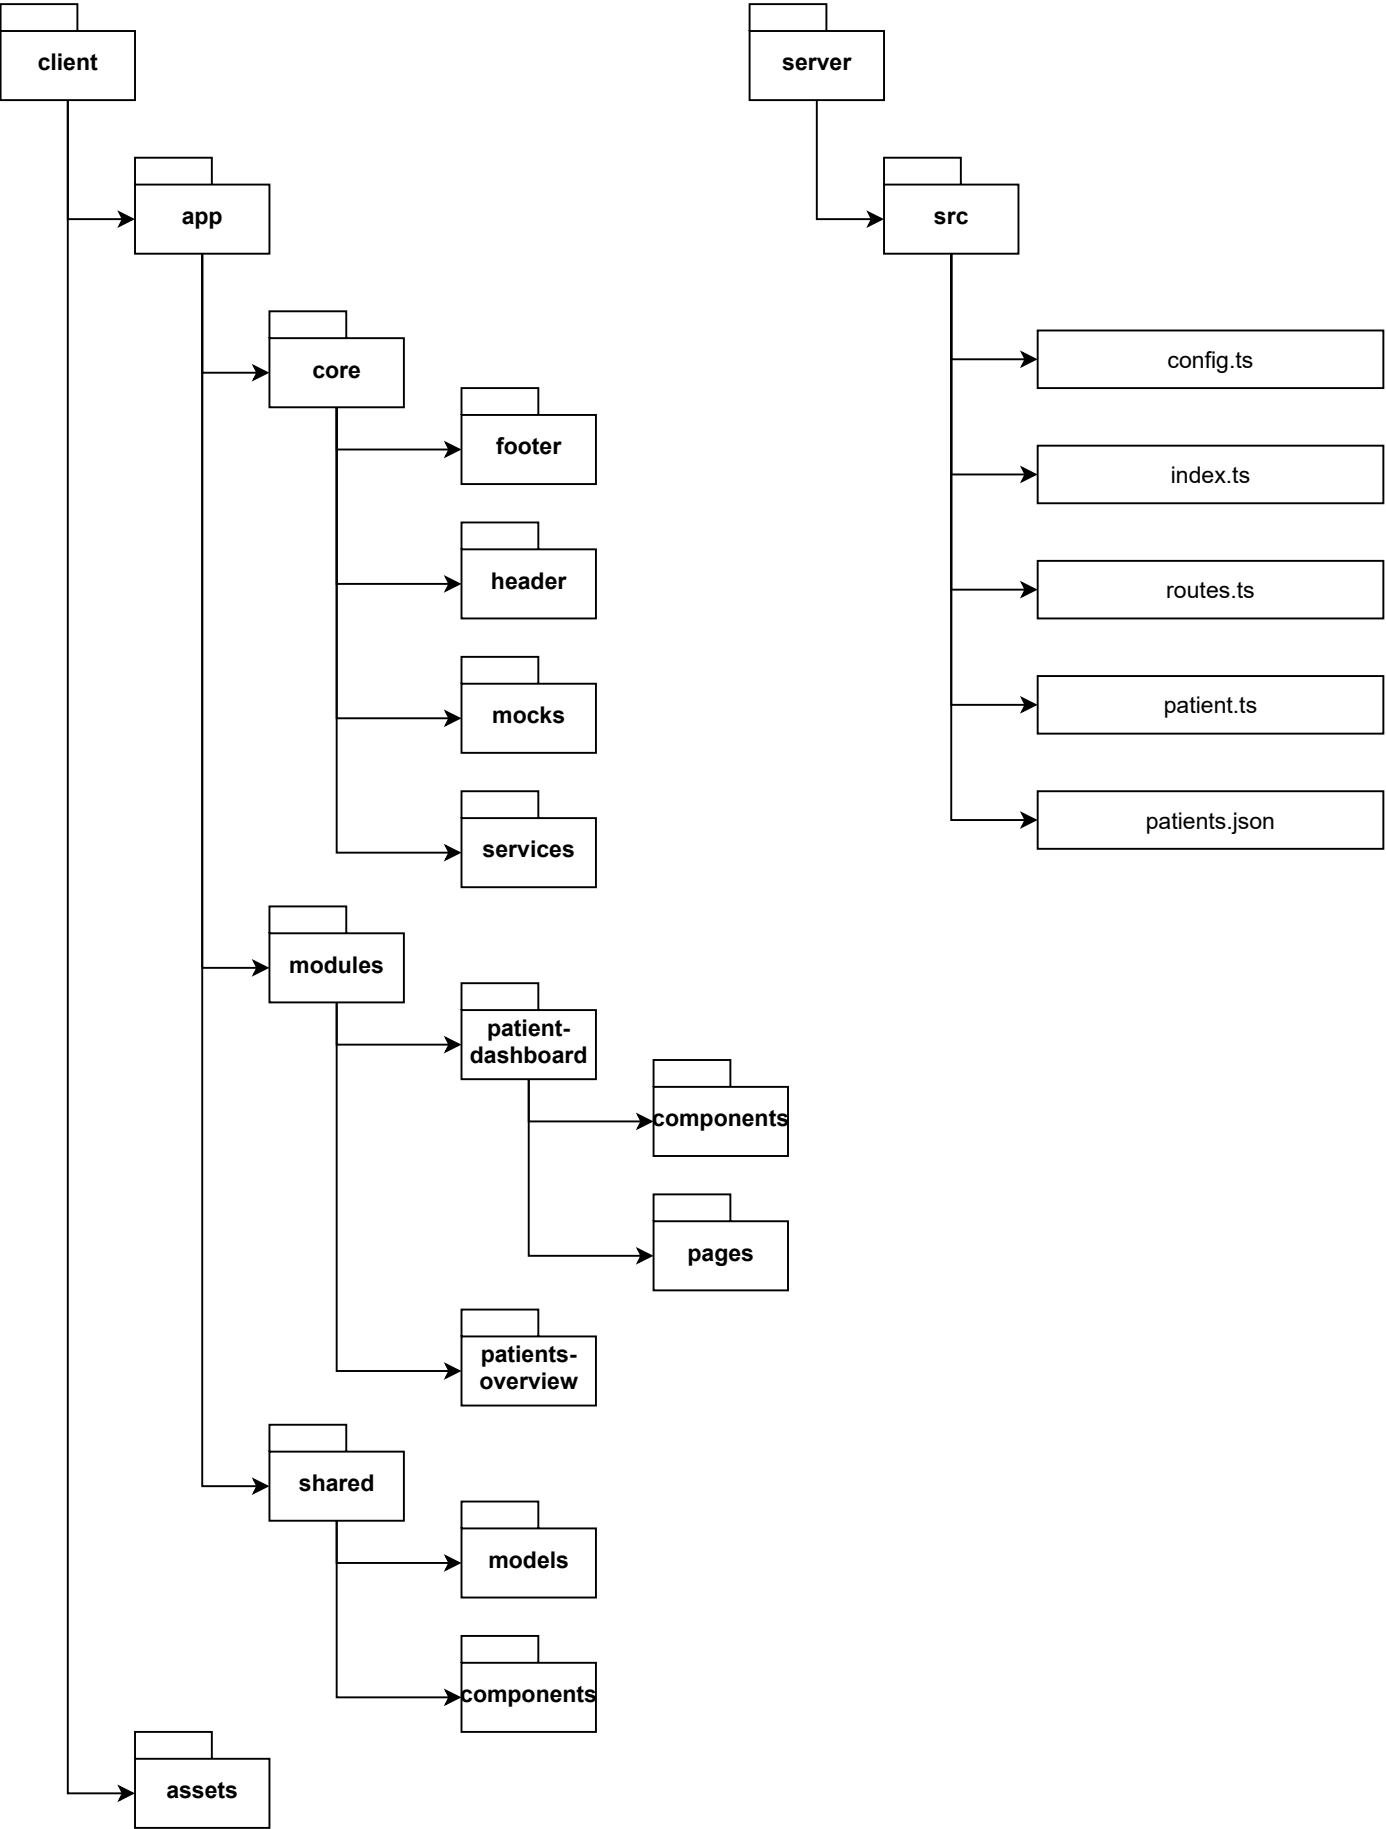 client
server
app
src
core
config.ts
footer
index.ts
header
routes.ts
mocks
patient.ts
services
patients.json
modules
patient-
dashboard
components
pages
patients-
overview
shared
models
components
assets